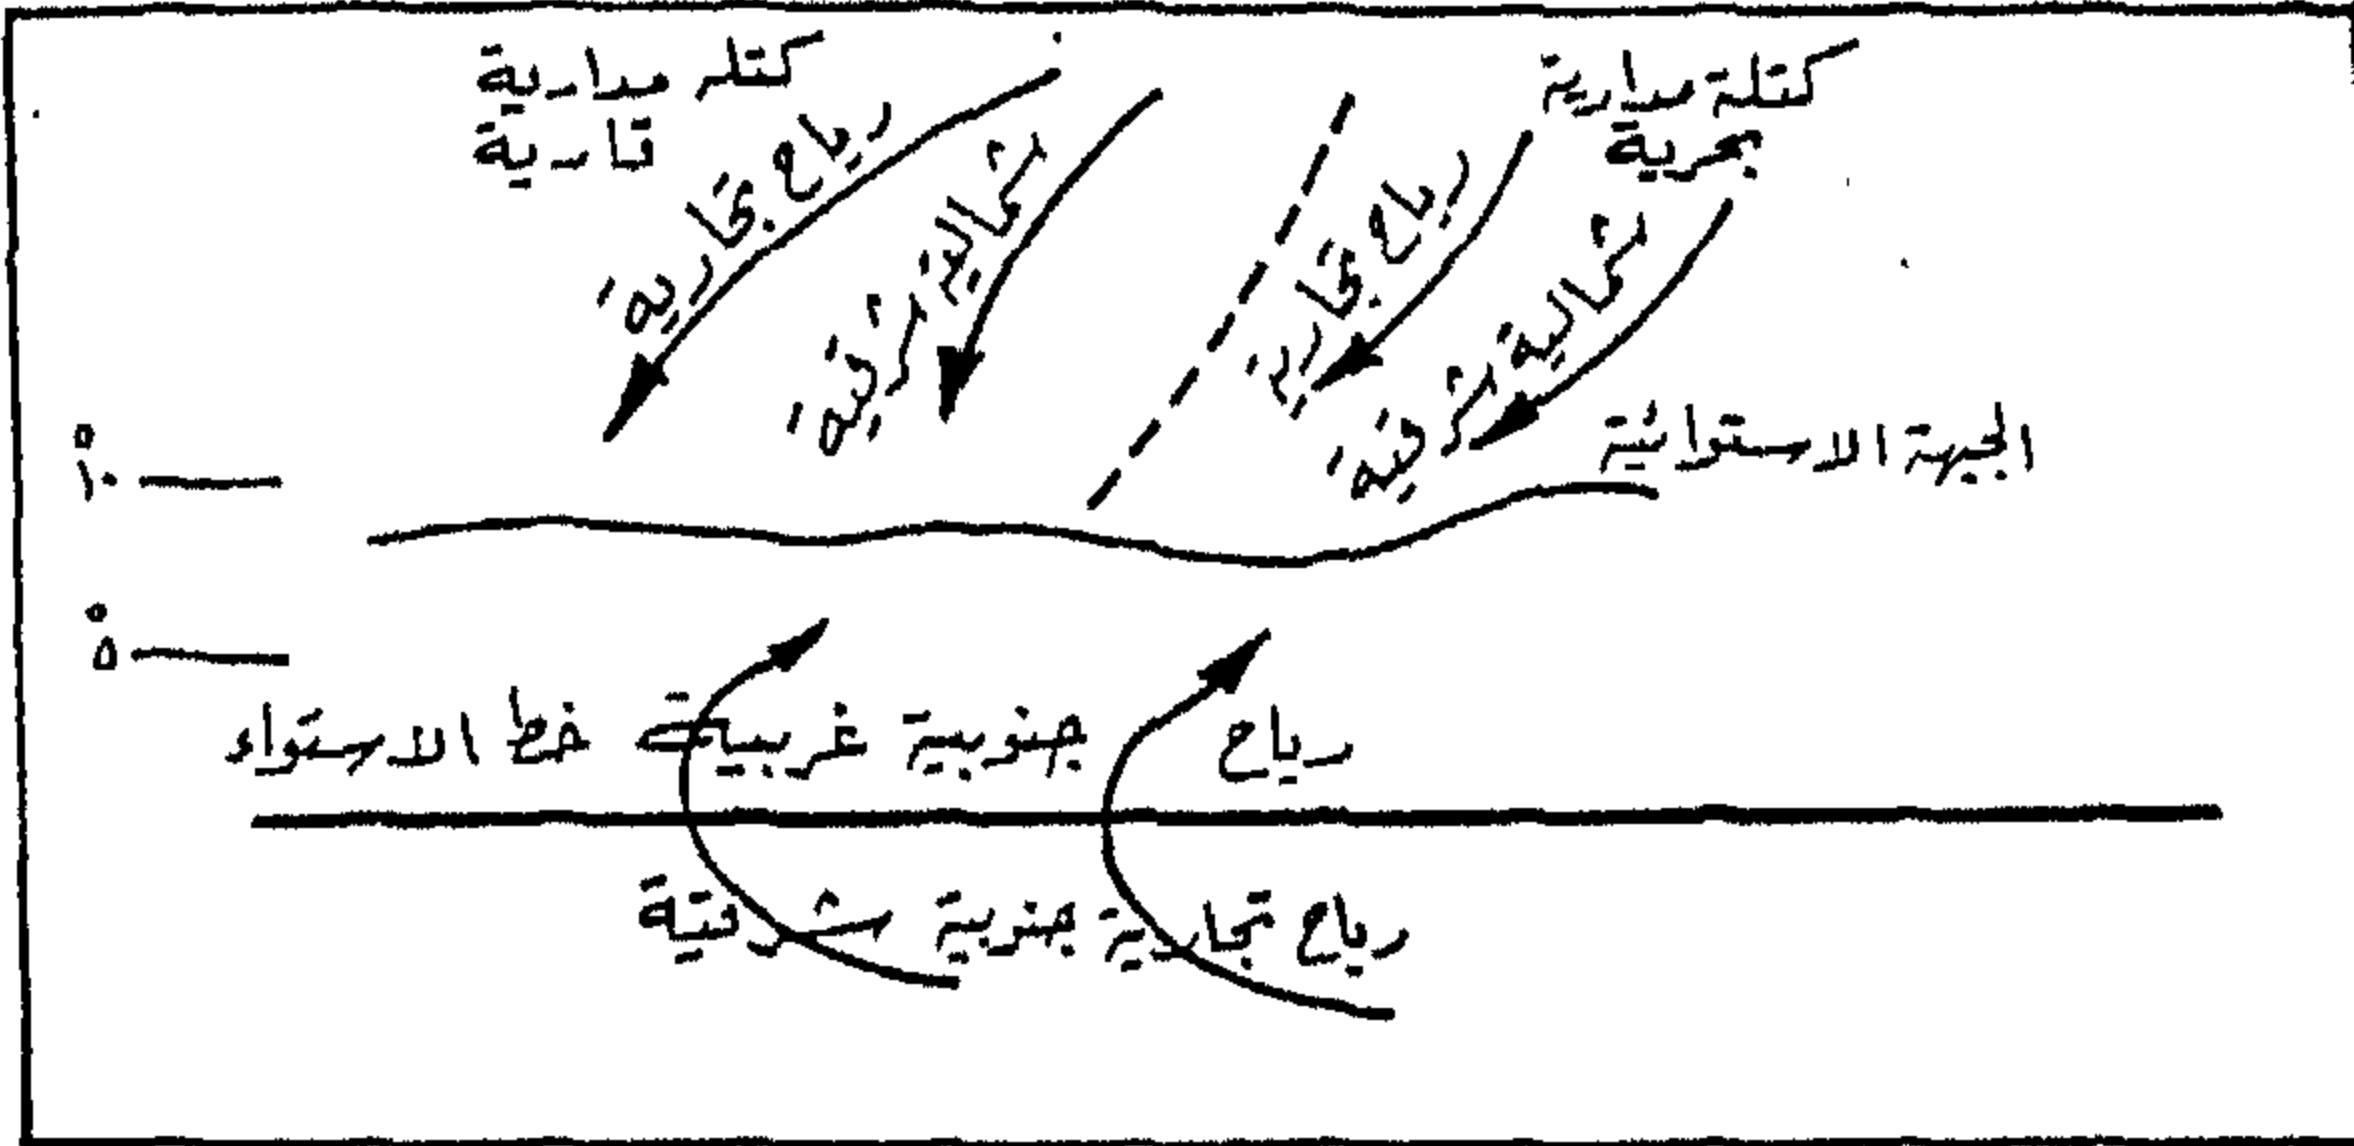 كتلة مدارية
بحرية
كتله مدارية
قارية
رياح تجارية
شمالية شرقية
رياح تجارية
شمالية شرقية
الجبهة الاستوائية
١٠°
٥°
رياح جنوبية غربية خط الاستواء
رياح تجارية جنوبية شرقية